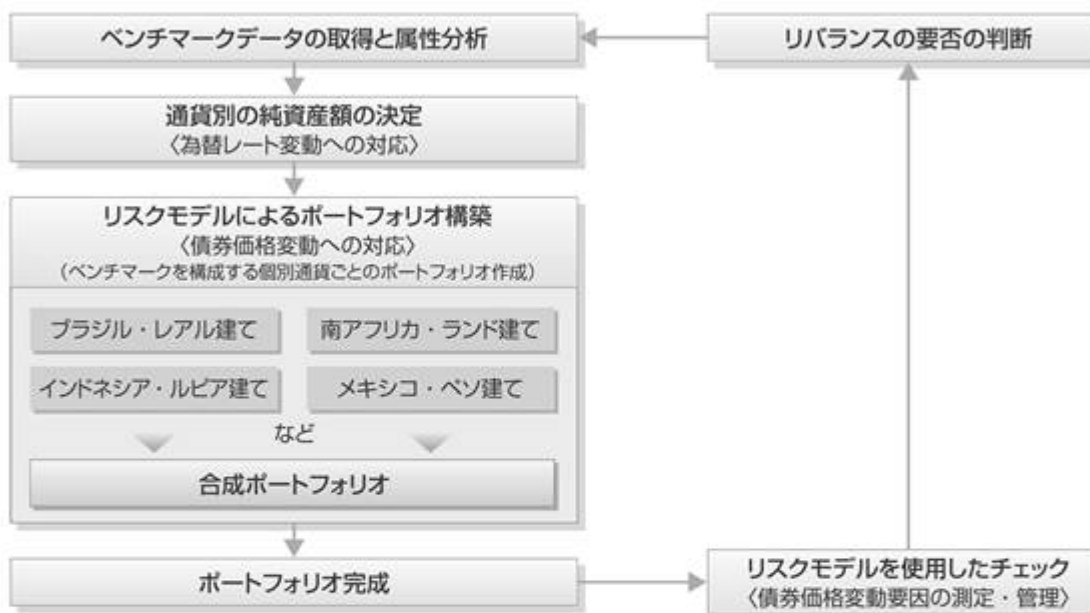 ベンチマークデータの取得と属性分析
リバランスの要否の判断
通貨別の純資産額の決定
〈為替レート変動への対応〉
リスクモデルによるポートフォリオ構築
〈債券価格変動への対応〉
（ベンチマークを構成する個別通貨ごとのポートフォリオ作成）
ブラジル・レアル建て
南アフリカ・ランド建て
インドネシア・ルピア建て
メキシコ・ペソ建て
など
合成ポートフォリオ
ポートフォリオ完成
リスクモデルを使用したチェック
〈債券価格変動要因の測定・管理〉